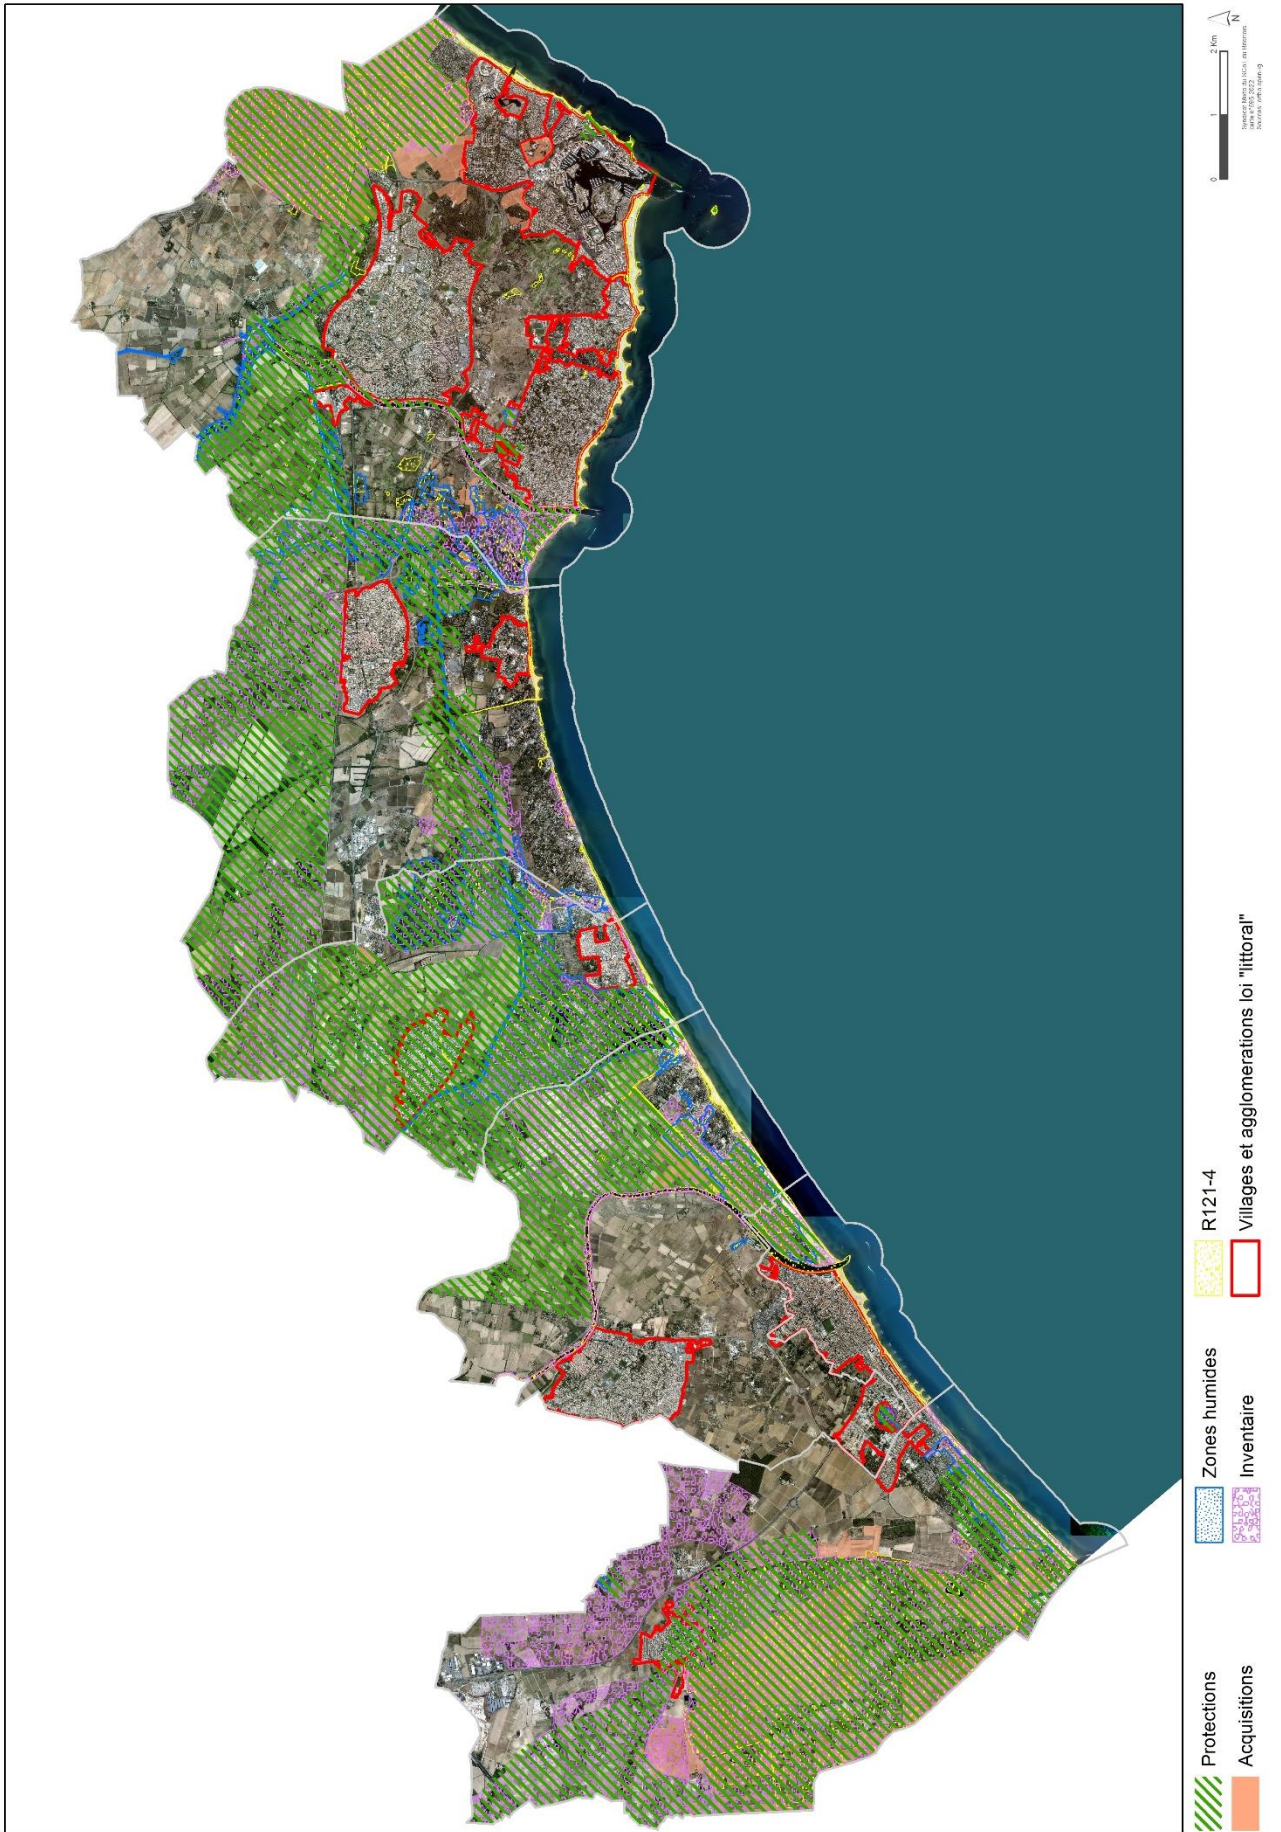 Protections
Zones humides
R121-4
Acquisitions
Inventaire
Villages et agglomerations loi "littoral"
0 1 2 Km
N